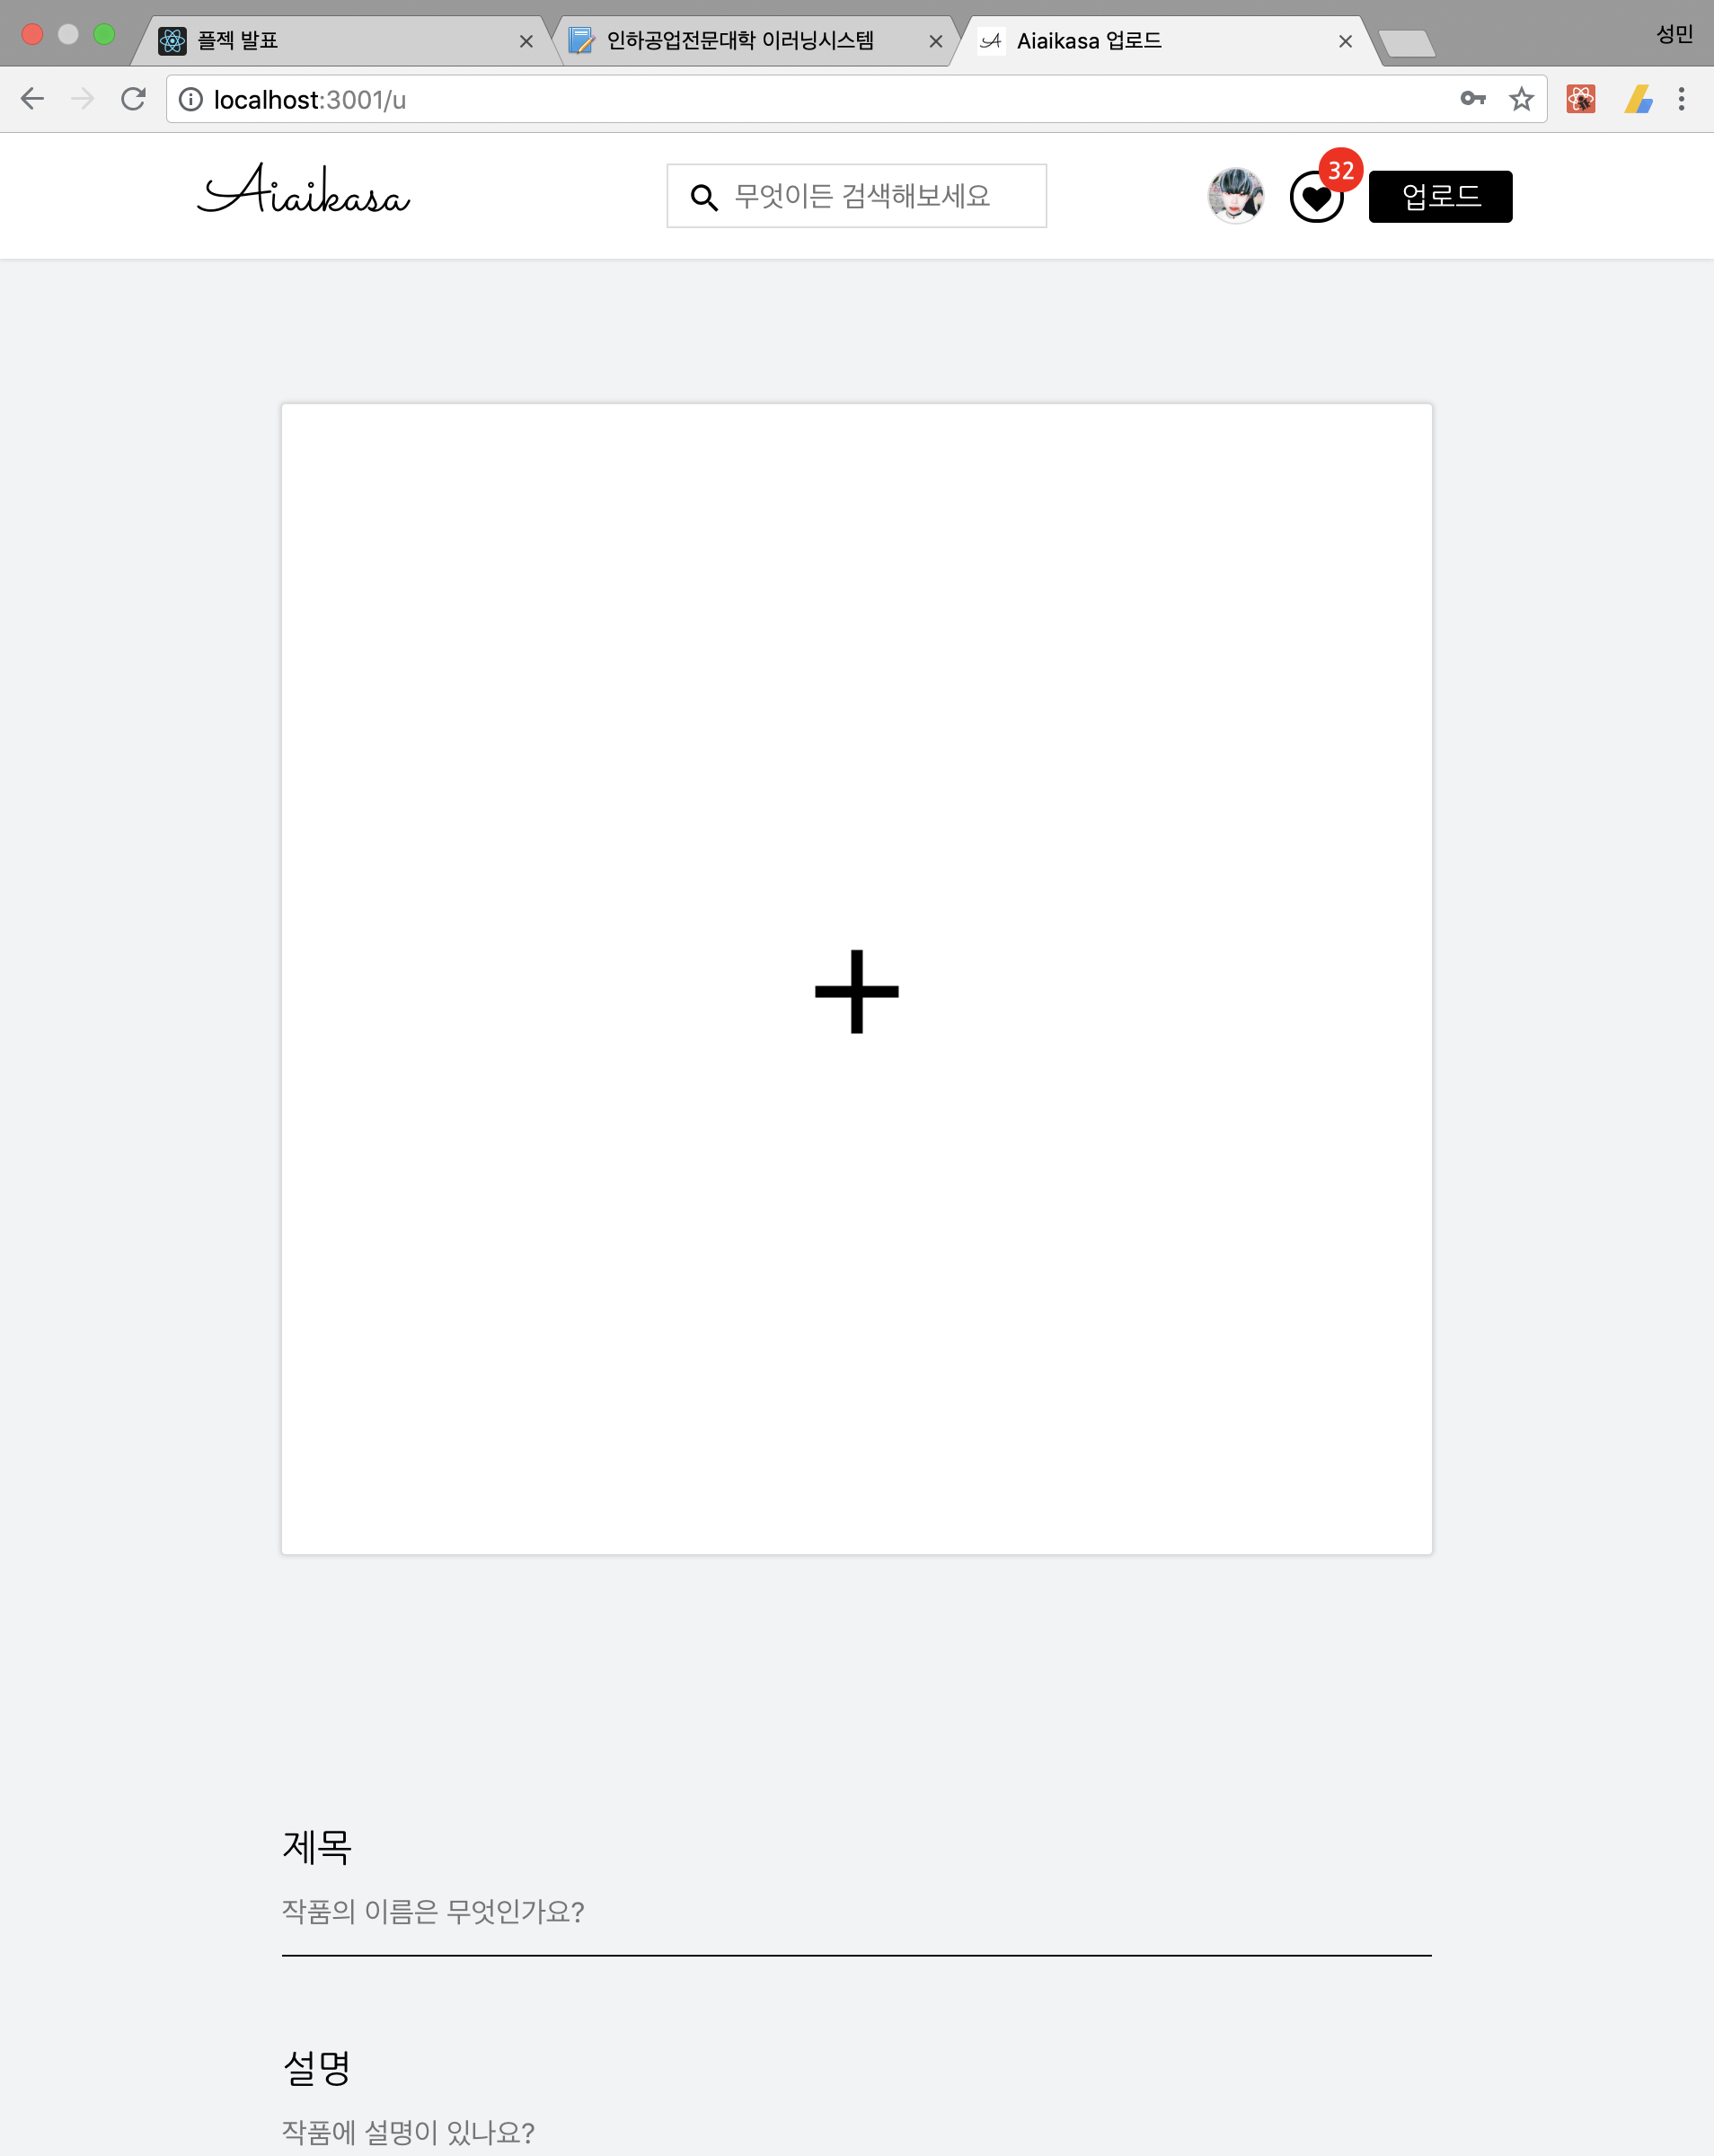 플젝 발표
인하공업전문대학 이러닝시스템
Aiaikasa 업로드
성민
localhost:3001/u
Aiaikasa
무엇이든 검색해보세요
32
업로드
제목
작품의 이름은 무엇인가요?
설명
작품에 설명이 있나요?